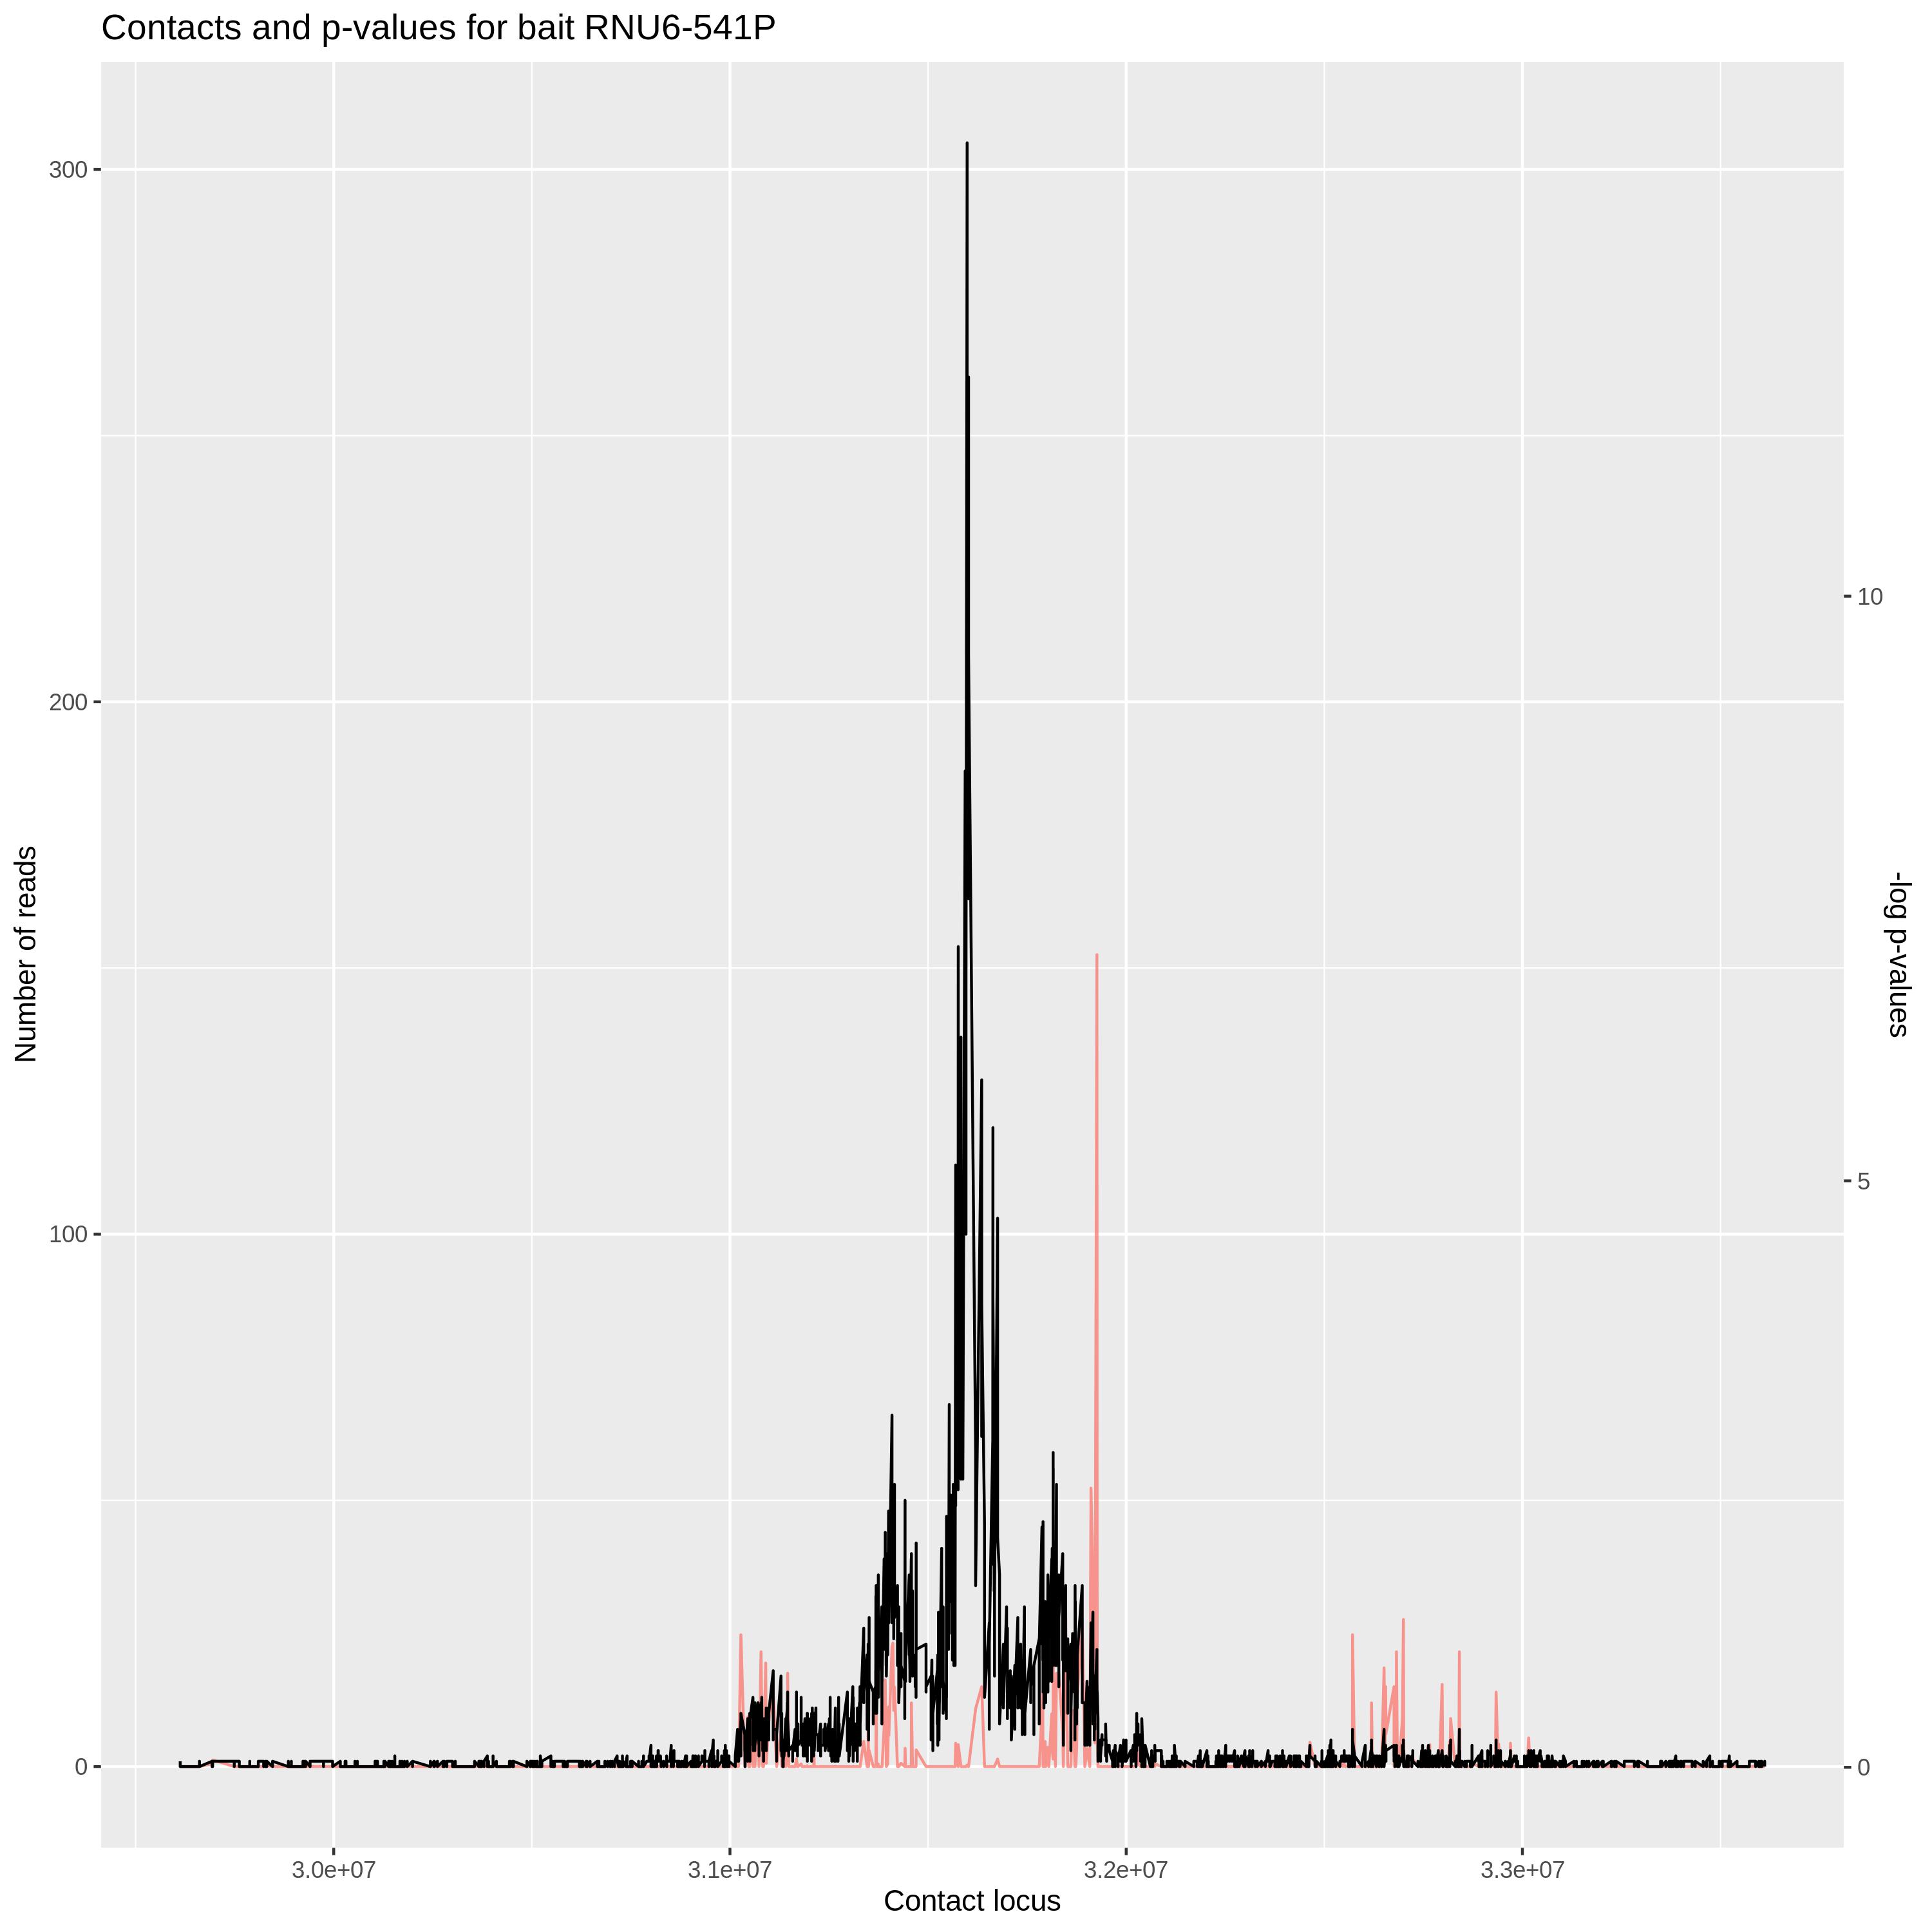 Contacts and p-values for bait RNU6-541P
300
200
100
0
Number of reads
10
5
0
-log p-values
3.0e+07
3.1e+07
3.2e+07
3.3e+07
Contact locus